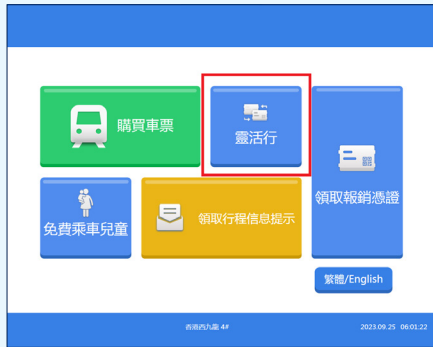 購買車票
靈活行
領取報銷憑證
免費乘車兒童
領取行程信息提示
繁體/English
香港西九龍 4#
2023.09.25 06:01:22